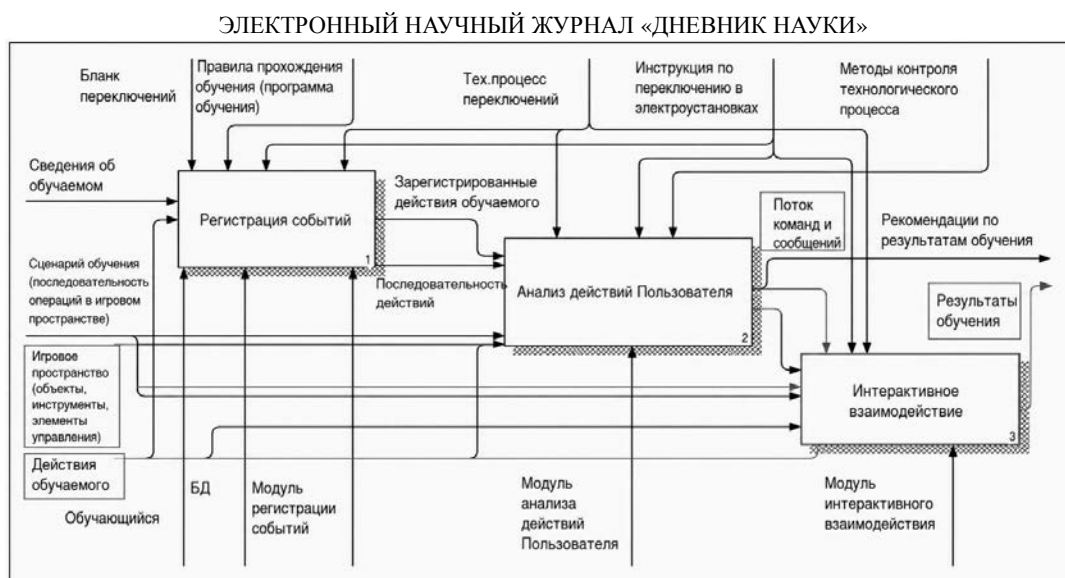 ЭЛЕКТРОННЫЙ НАУЧНЫЙ ЖУРНАЛ «ДНЕВНИК НАУКИ»
Бланк
переключений
Правила прохождения
обучения (программа
обучения)
Тех.процесс
переключений
Инструкция по
переключению в
электроустановках
Методы контроля
технологического
процесса
Сведения об
обучаемом
Регистрация событий
1
Зарегистрированные
действия обучаемого
Поток
команд и
сообщений
Рекомендации по
результатам обучения
Сценарий обучения
(последовательность
операций в игровом
пространстве)
Последовательность
действий
Анализ действий Пользователя
2
Результаты
обучения
Игровое
пространство
(объекты,
инструменты,
элементы
управления)
Интерактивное
взаимодействие
3
Действия
обучаемого
Обучающийся
БД
Модуль
регистрации
событий
Модуль
анализа
действий
Пользователя
Модуль
интерактивного
взаимодействия